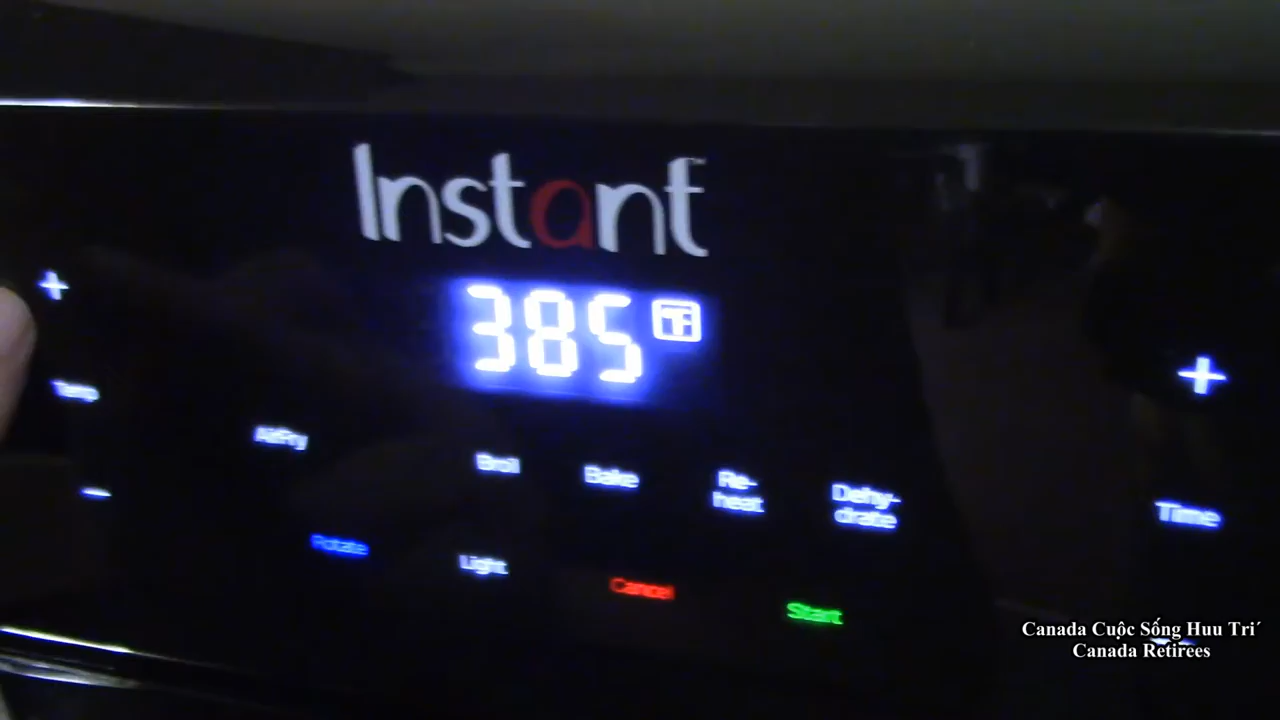 Instant
385 °F
+
Temp
-
AirFry
Broil
Bake
Re-
heat
Dehy-
drate
+
Time
Rotate
Light
Cancel
Start
Canada Cuộc Sống Huu Tri´
Canada Retirees